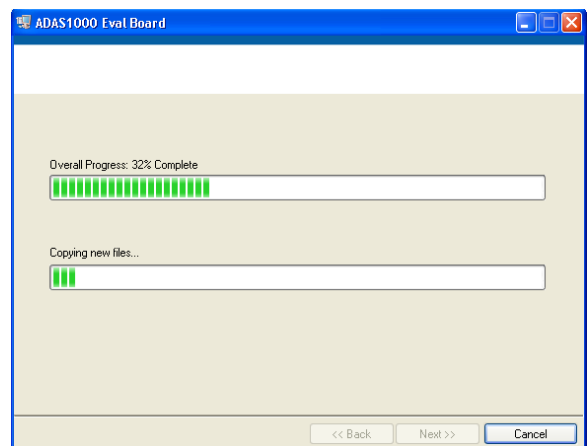 ADAS1000 Eval Board
Overall Progress: 32% Complete
Copying new files...
<< Back Next >> Cancel